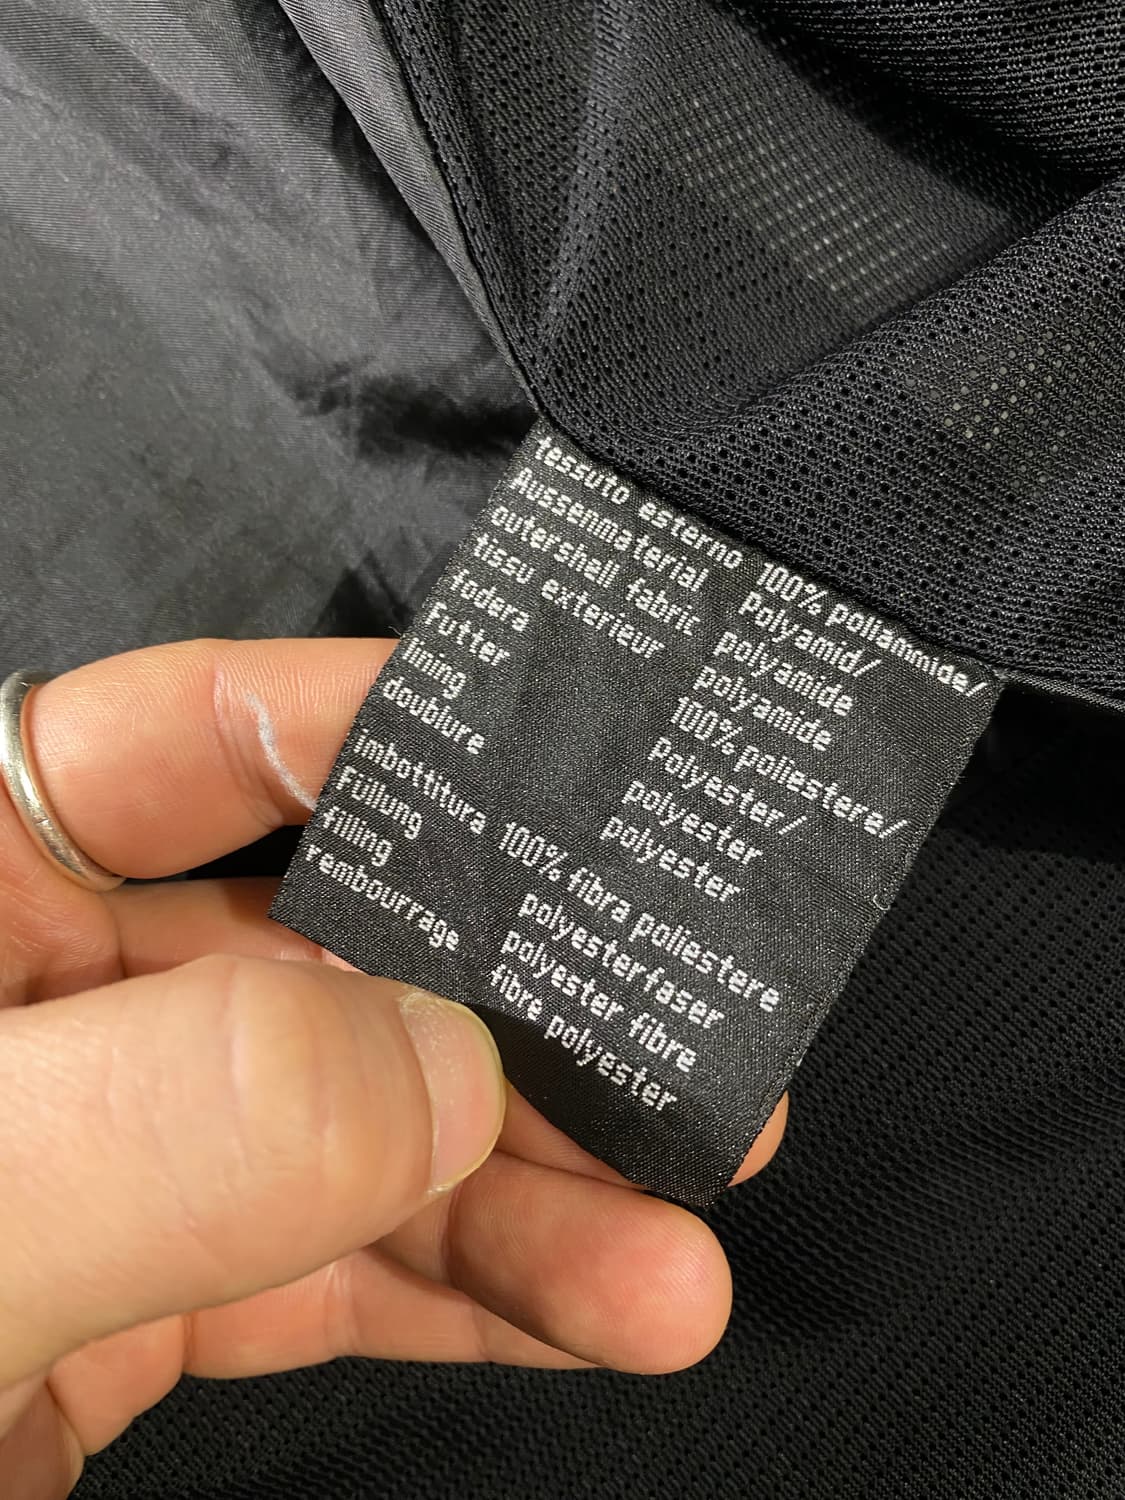 tessuto esterno 100% poliammide/
Aussenmaterial Polyamid/
outershell fabric polyamide
tissu exterieur polyamide
fodera 100% poliestere/
Futter Polyester/
lining polyester
doublure polyester
imbottitura 100% fibra poliestere
Füllung polyesterfaser
filling polyester fibre
rembourrage fibre polyester